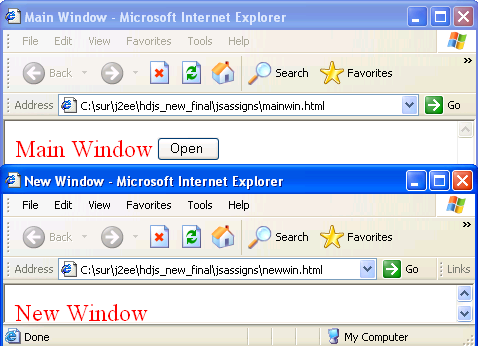 Main Window - Microsoft Internet Explorer
File Edit View Favorites Tools Help
Back Search Favorites »
Address C:\sur\j2ee\hdjs_new_final\jsassigns\mainwin.html Go
Main Window Open
New Window - Microsoft Internet Explorer
File Edit View Favorites Tools Help
Back Search Favorites »
Address C:\sur\j2ee\hdjs_new_final\jsassigns\newwin.html Go Links
New Window
Done My Computer